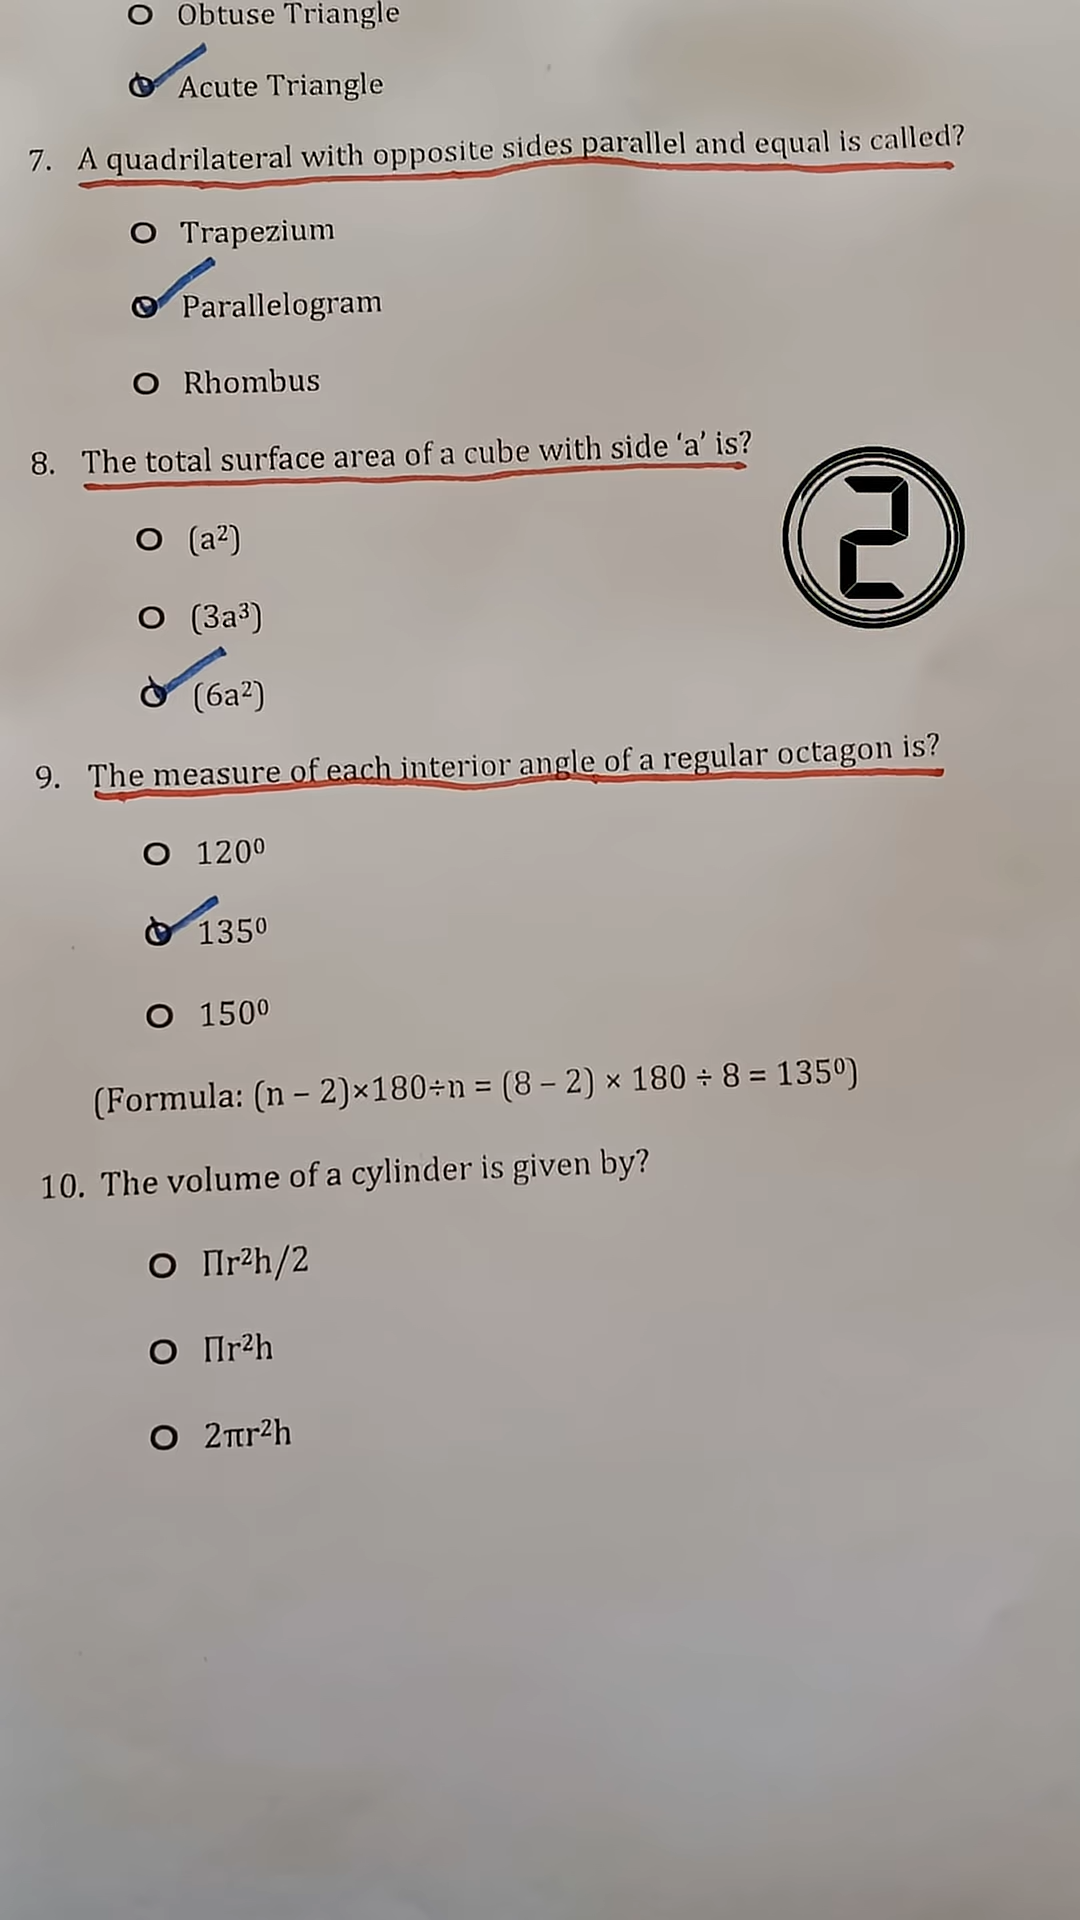 O Obtuse Triangle
O Acute Triangle
7. A quadrilateral with opposite sides parallel and equal is called?
O Trapezium
O Parallelogram
O Rhombus
8. The total surface area of a cube with side ‘a’ is?
O (a²)
2
O (3a³)
O (6a²)
9. The measure of each interior angle of a regular octagon is?
O 120⁰
O 135⁰
O 150⁰
(Formula: (n – 2)×180÷n = (8 – 2) × 180 ÷ 8 = 135⁰)
10. The volume of a cylinder is given by?
O Πr²h/2
O Πr²h
O 2πr²h